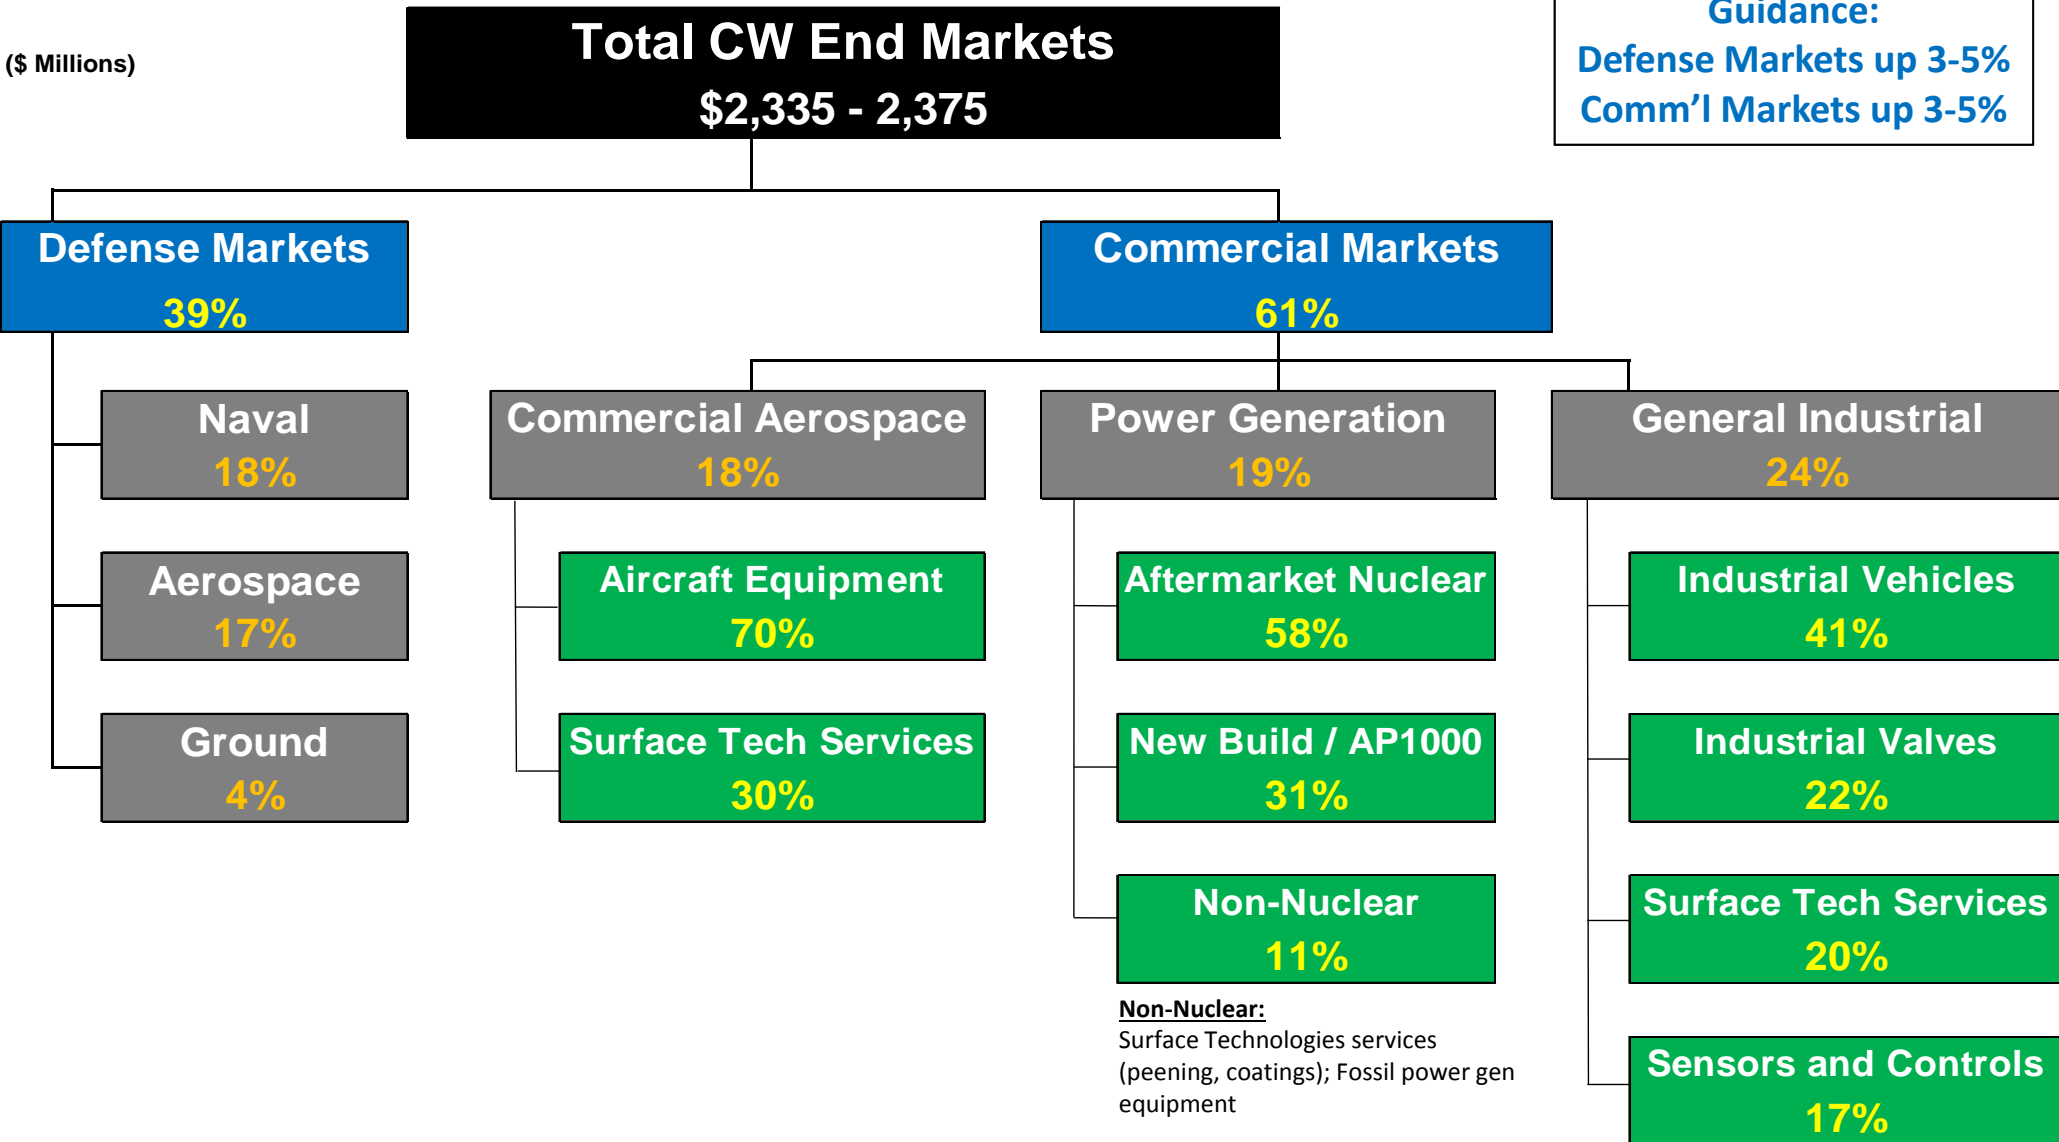 ($ Millions)
Total CW End Markets
$2,335 - 2,375
Guidance:
Defense Markets up 3-5%
Comm’l Markets up 3-5%
Defense Markets
39%
Commercial Markets
61%
Naval
18%
Aerospace
17%
Ground
4%
Commercial Aerospace
18%
Aircraft Equipment
70%
Surface Tech Services
30%
Power Generation
19%
Aftermarket Nuclear
58%
New Build / AP1000
31%
Non-Nuclear
11%
Non-Nuclear:
Surface Technologies services
(peening, coatings); Fossil power gen
equipment
General Industrial
24%
Industrial Vehicles
41%
Industrial Valves
22%
Surface Tech Services
20%
Sensors and Controls
17%